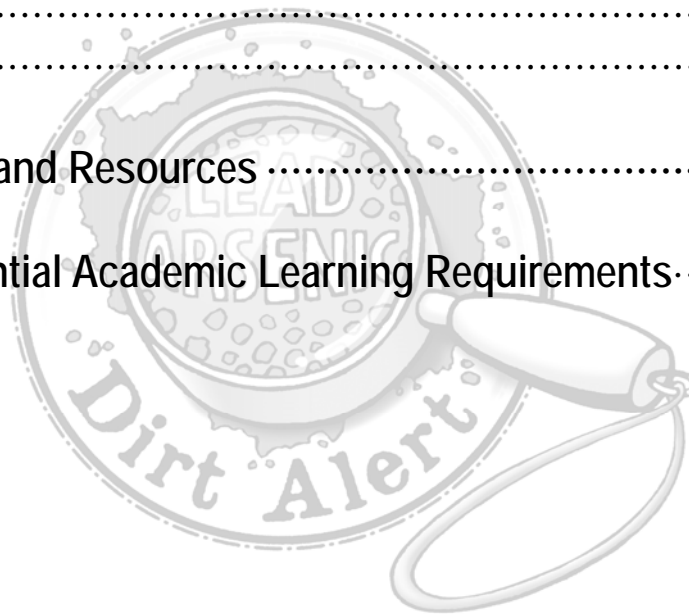 and Resources
ntial Academic Learning Requirements
LEAD
ARSENIC
Dirt Alert